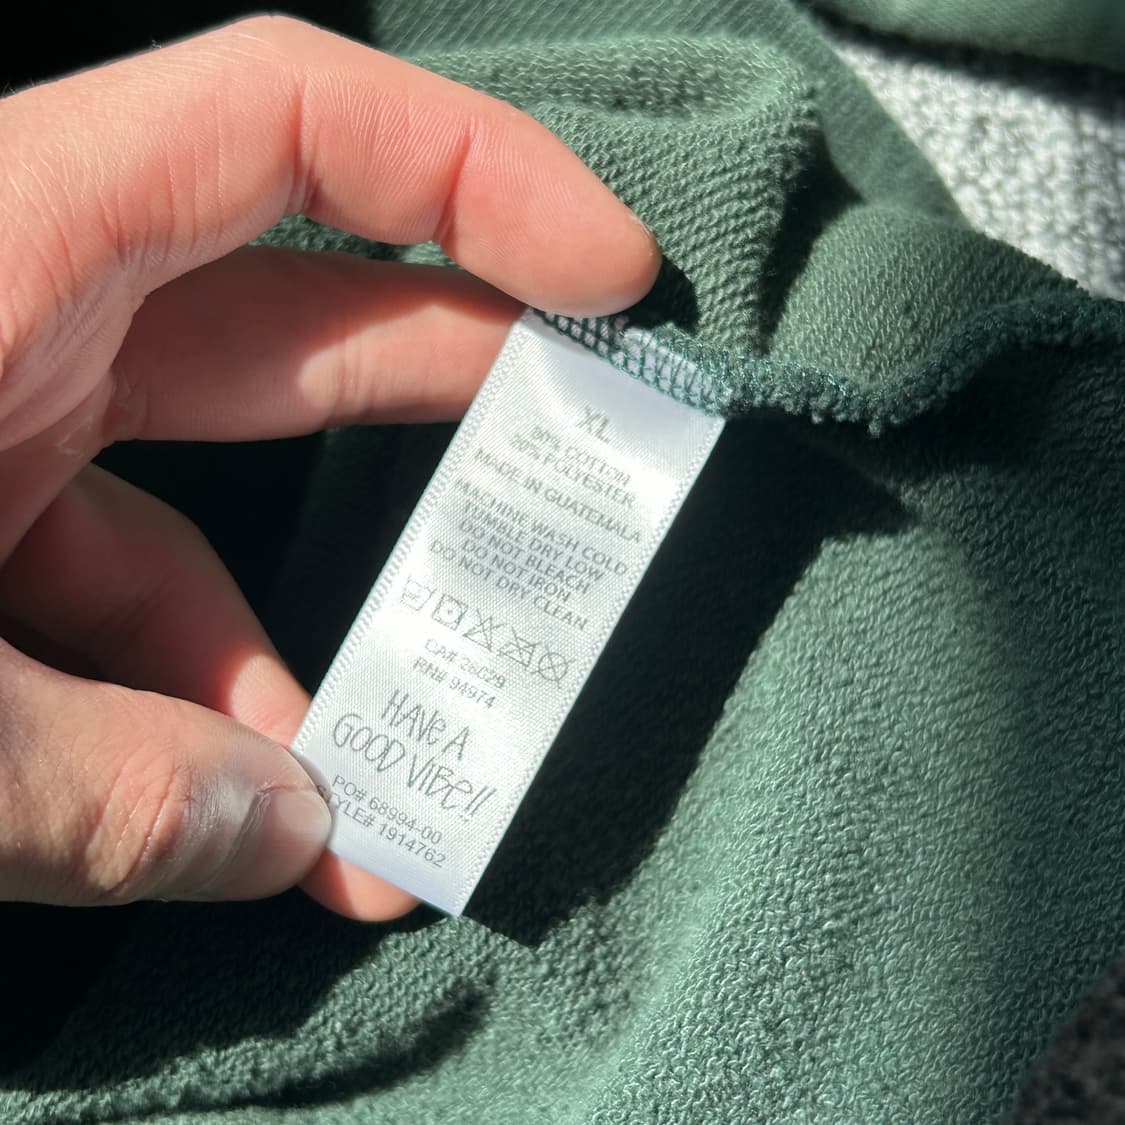 XL
80% COTTON
20% POLYESTER
MADE IN GUATEMALA
MACHINE WASH COLD
TUMBLE DRY LOW
DO NOT BLEACH
DO NOT IRON
DO NOT DRY CLEAN
CA# 28029
RN# 94974
HAVe A
GOOD VIBe!!
PO# 68994-00
STYLE# 1914762